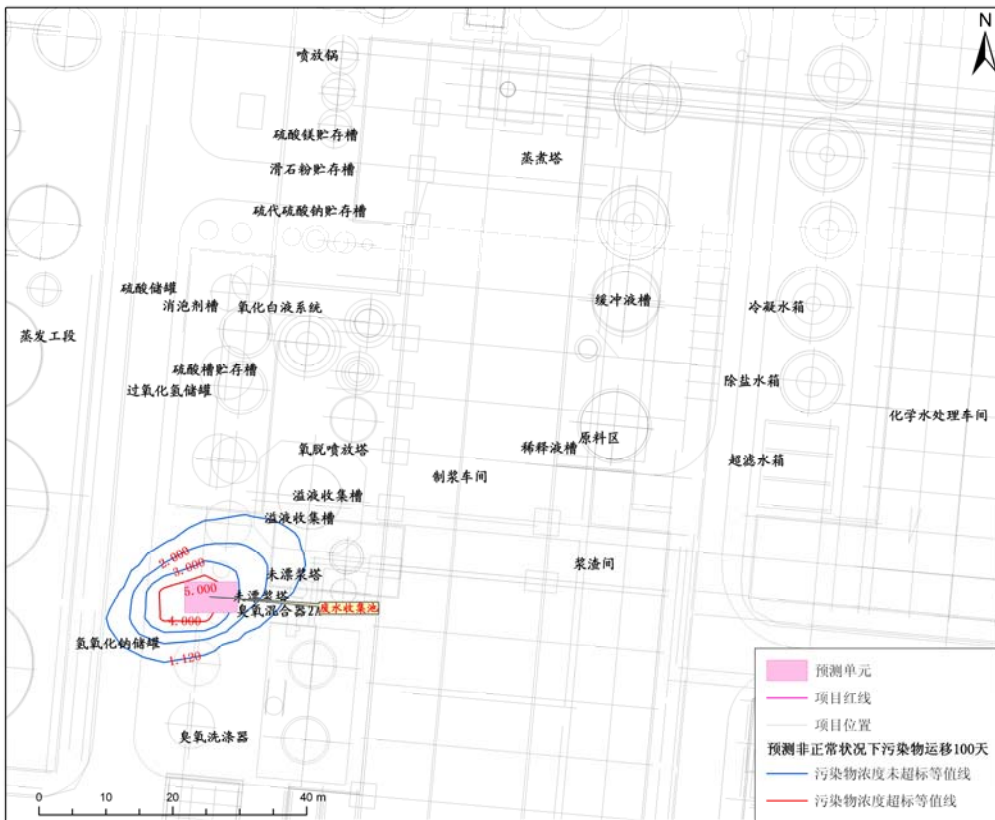 N
喷放锅
硫酸镁贮存槽
蒸煮塔
滑石粉贮存槽
硫代硫酸钠贮存槽
硫酸储罐
消泡剂槽
氧化白液系统
缓冲液槽
冷凝水箱
蒸发工段
硫酸槽贮存槽
过氧化氢储罐
除盐水箱
化学水处理车间
氧脱喷放塔
稀释液槽
原料区
超滤水箱
制浆车间
溢液收集槽
溢液收集槽
2.000
3.000
浆渣间
未漂浆塔
5.000
未漂浆塔
臭氧混合器2A
废水收集池
4.000
氢氧化钠储罐
1.120
臭氧洗涤器
预测单元
项目红线
项目位置
预测非正常状况下污染物运移100天
污染物浓度未超标等值线
污染物浓度超标等值线
0 10 20 40 m